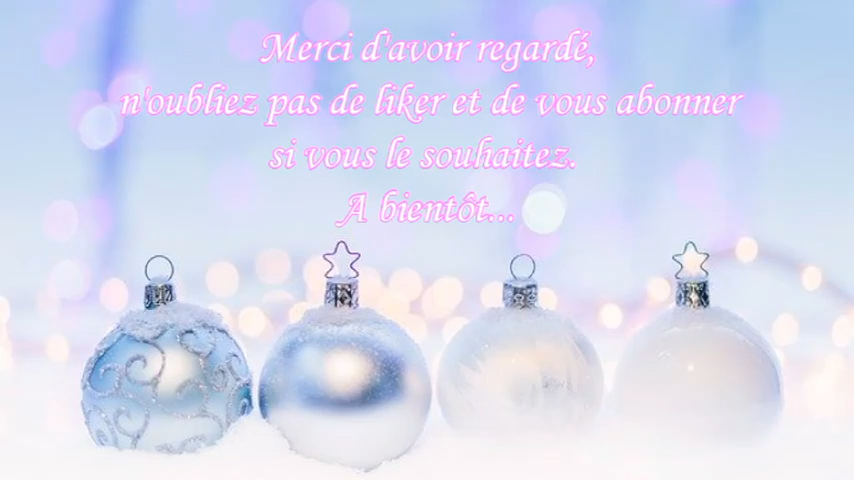 Merci d'avoir regardé,
n'oubliez pas de liker et de vous abonner
si vous le souhaitez.
A bientôt...